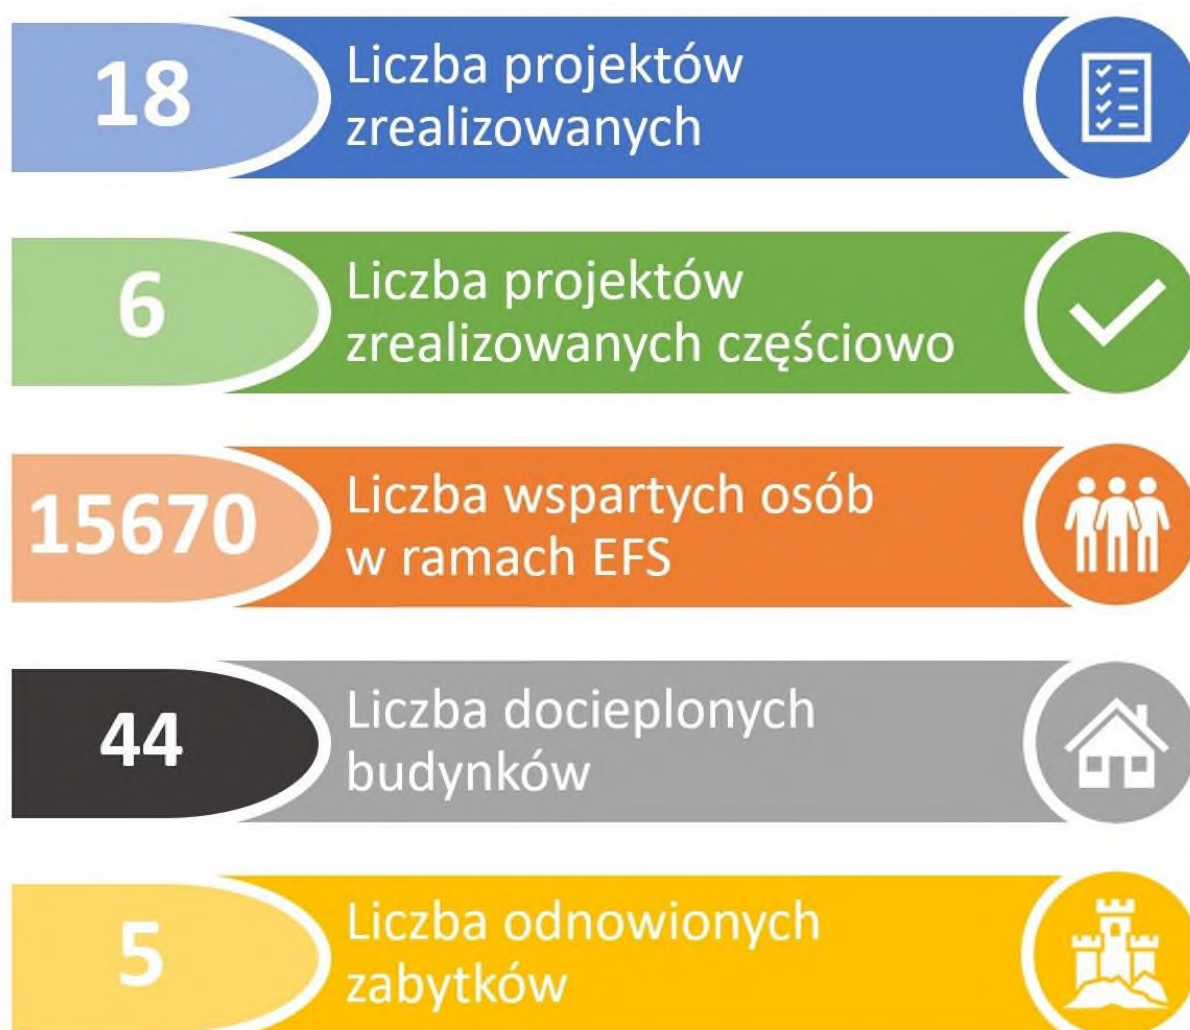 18
Liczba projektów
zrealizowanych
6
Liczba projektów
zrealizowanych częściowo
15670
Liczba wspartych osób
w ramach EFS
44
Liczba docieplonych
budynków
5
Liczba odnowionych
zabytków